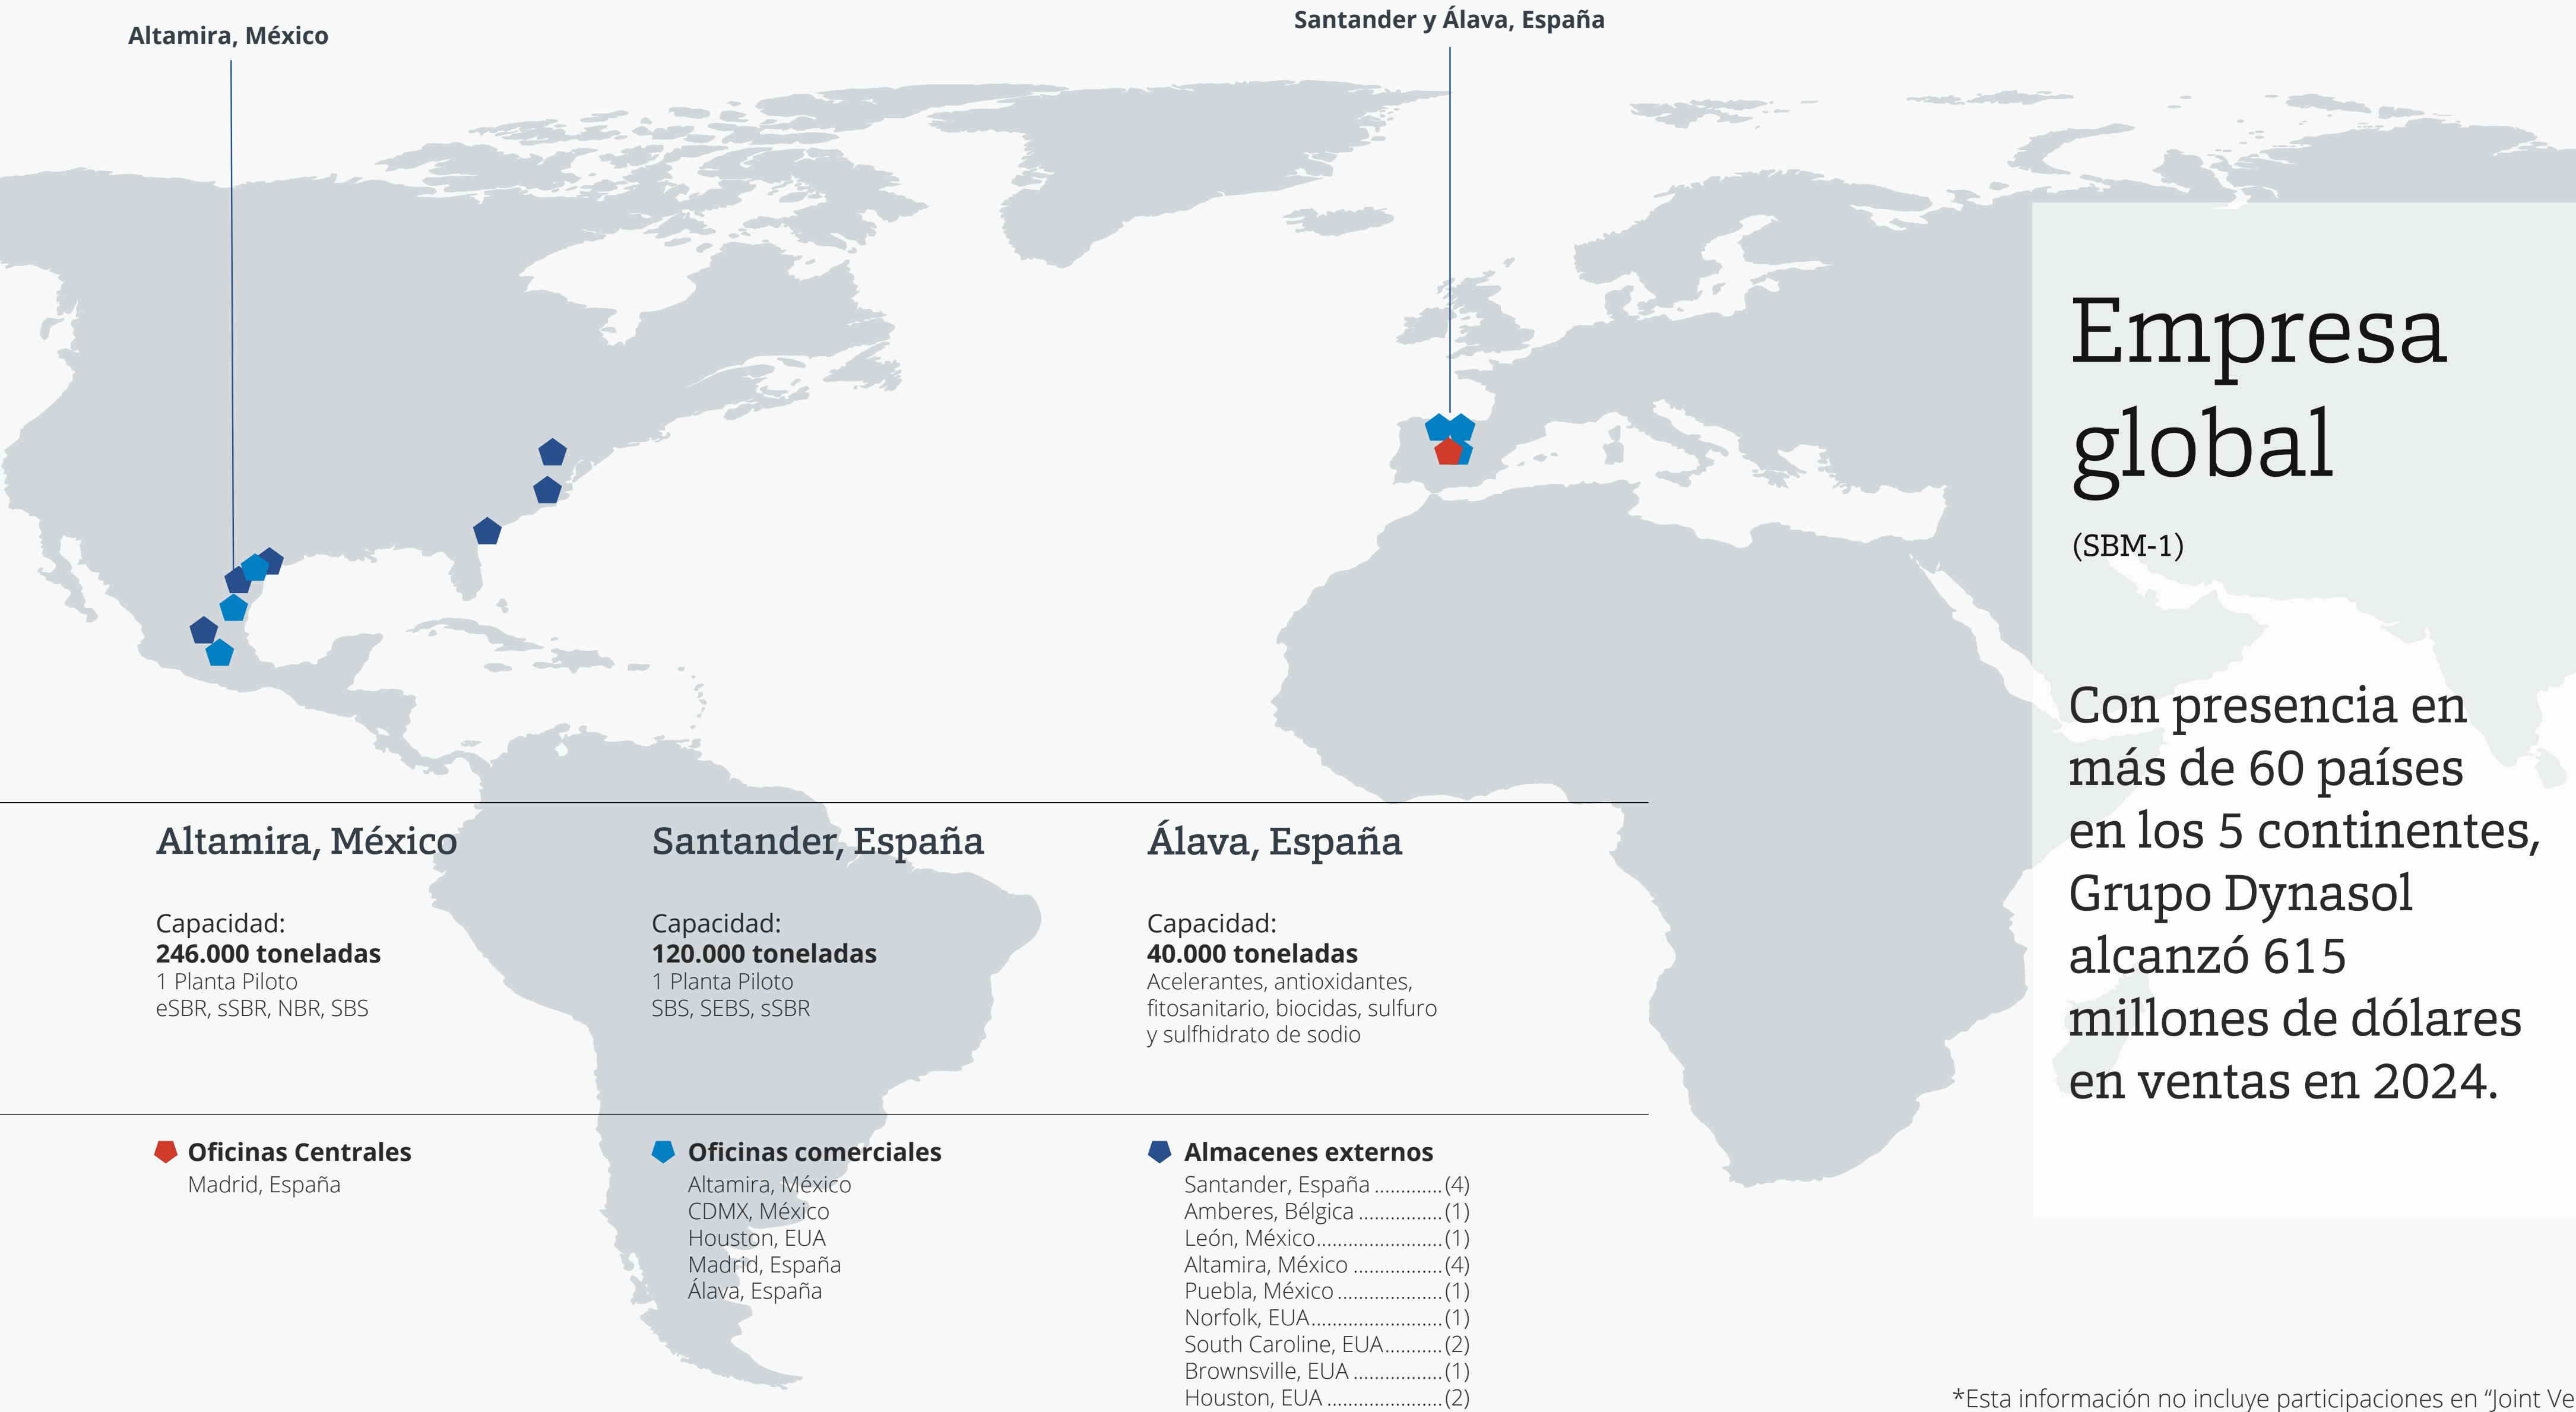 Altamira, México
Santander y Álava, España
Empresa
global
(SBM-1)
Con presencia en
más de 60 países
en los 5 continentes,
Grupo Dynasol
alcanzó 615
millones de dólares
en ventas en 2024.
Altamira, México
Capacidad:
246.000 toneladas
1 Planta Piloto
eSBR, sSBR, NBR, SBS
Santander, España
Capacidad:
120.000 toneladas
1 Planta Piloto
SBS, SEBS, sSBR
Álava, España
Capacidad:
40.000 toneladas
Acelerantes, antioxidantes,
fitosanitario, biocidas, sulfuro
y sulfhidrato de sodio
Oficinas Centrales
Madrid, España
Oficinas comerciales
Altamira, México
CDMX, México
Houston, EUA
Madrid, España
Álava, España
Almacenes externos
Santander, España .............(4)
Amberes, Bélgica ................(1)
León, México........................(1)
Altamira, México .................(4)
Puebla, México ....................(1)
Norfolk, EUA.........................(1)
South Caroline, EUA...........(2)
Brownsville, EUA .................(1)
Houston, EUA ......................(2)
*Esta información no incluye participaciones en “Joint Ve